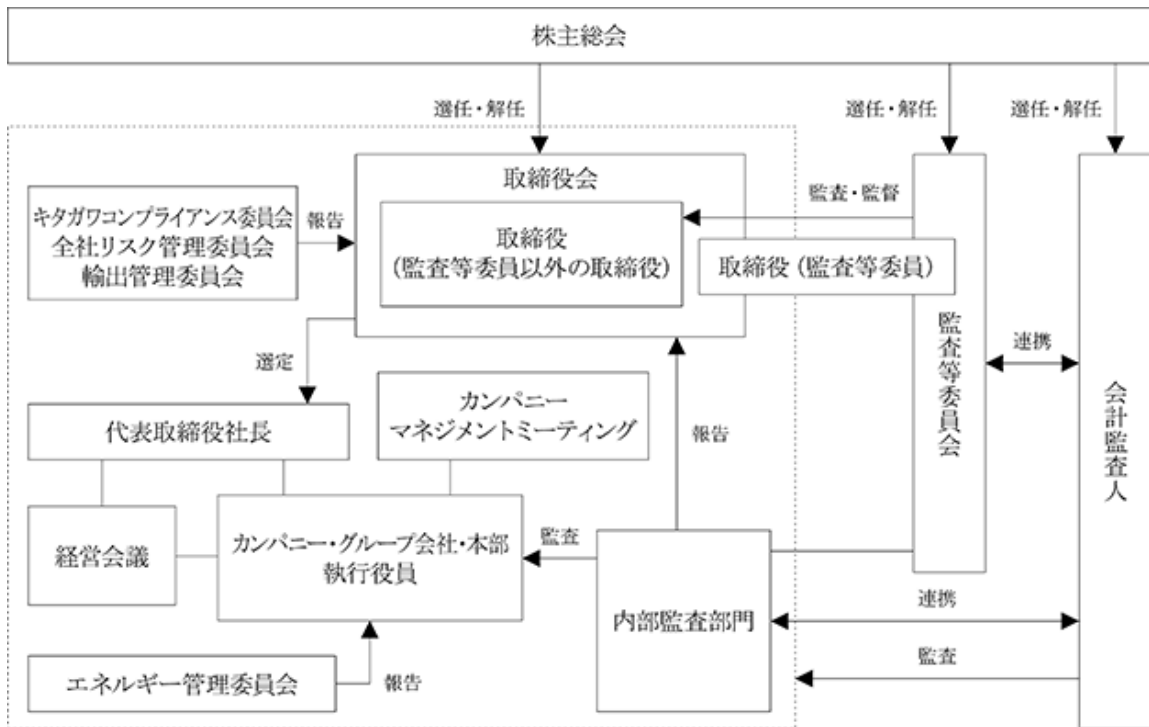 株主総会
選任・解任
選任・解任
選任・解任
取締役会
キタガワコンプライアンス委員会
全社リスク管理委員会
輸出管理委員会
報告
取締役
(監査等委員以外の取締役)
監査・監督
取締役(監査等委員)
監査等委員会
連携
会計監査人
選定
代表取締役社長
カンパニー
マネジメントミーティング
報告
経営会議
カンパニー・グループ会社・本部
執行役員
監査
内部監査部門
連携
監査
エネルギー管理委員会
報告